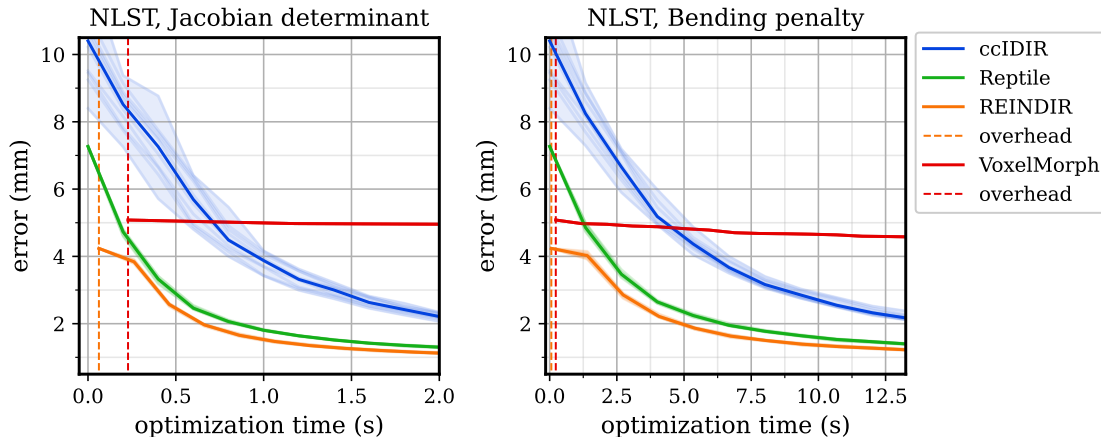 NLST, Jacobian determinant
error (mm)
10
8
6
4
2
0.0 0.5 1.0 1.5 2.0
optimization time (s)
NLST, Bending penalty
error (mm)
10
8
6
4
2
0.0 2.5 5.0 7.5 10.0 12.5
optimization time (s)
ccIDIR
Reptile
REINDIR
overhead
VoxelMorph
overhead